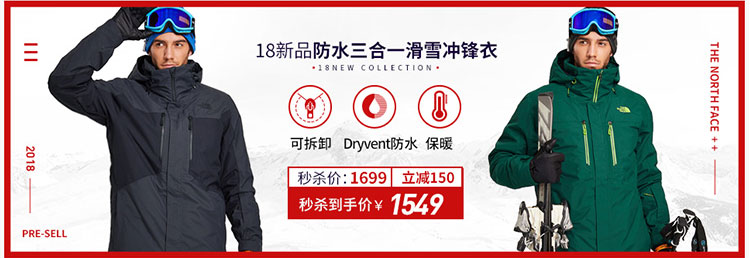 18新品防水三合一滑雪冲锋衣
18NEW COLLECTION
可拆卸
Dryvent防水
保暖
秒杀价:1699
立减150
秒杀到手价¥ 1549
2018
PRE-SELL
THE NORTH FACE ++